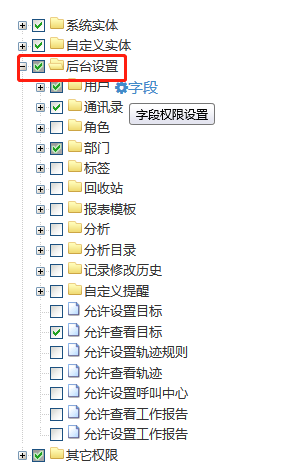 系统实体
自定义实体
后台设置
用户 字段
通讯录
字段权限设置
角色
部门
标签
回收站
报表模板
分析
分析目录
记录修改历史
自定义提醒
允许设置目标
允许查看目标
允许设置轨迹规则
允许查看轨迹
允许设置呼叫中心
允许查看工作报告
允许设置工作报告
其它权限